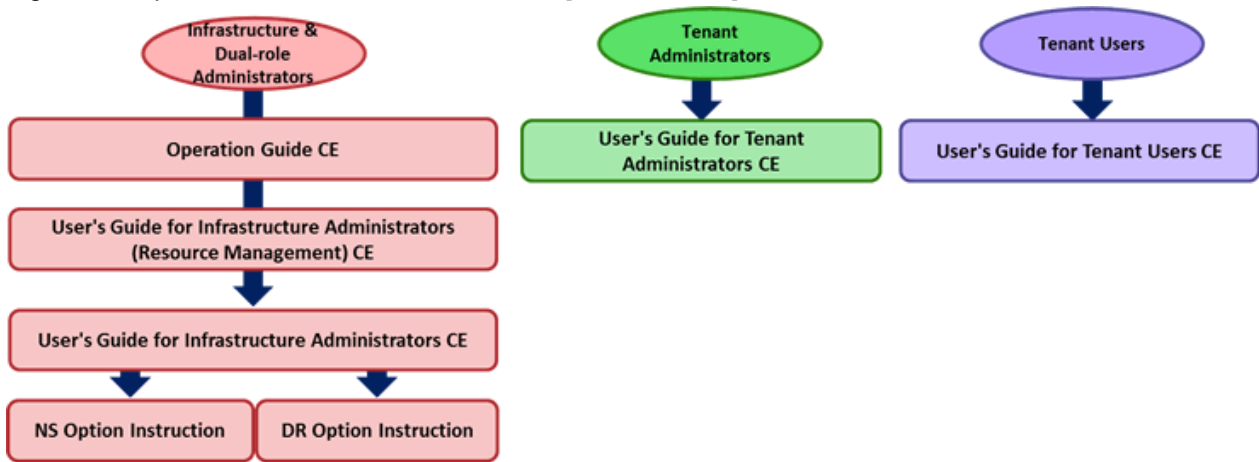 Infrastructure &
Dual-role
Administrators
Operation Guide CE
User's Guide for Infrastructure Administrators
(Resource Management) CE
User's Guide for Infrastructure Administrators CE
NS Option Instruction
DR Option Instruction
Tenant
Administrators
User's Guide for Tenant
Administrators CE
Tenant Users
User's Guide for Tenant Users CE